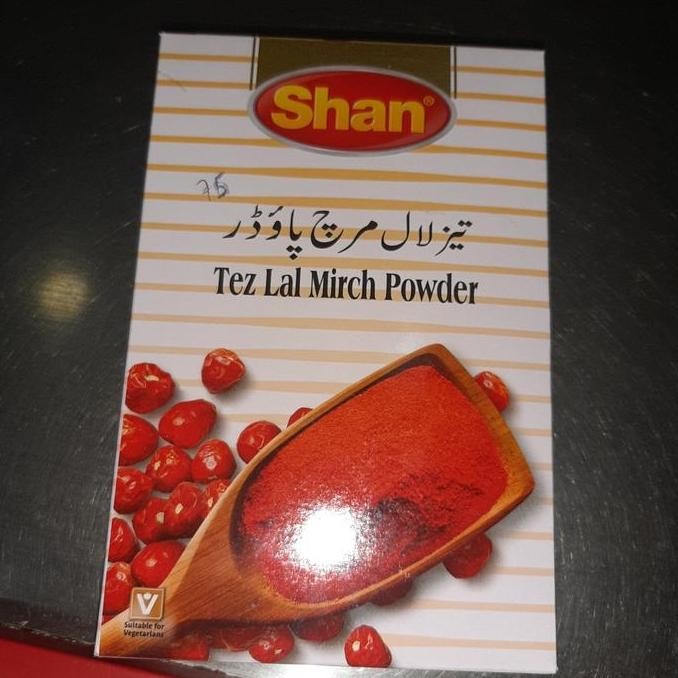 Shan®
75
تیز لال مرچ پاؤڈر
Tez Lal Mirch Powder
V
Suitable for
Vegetarians